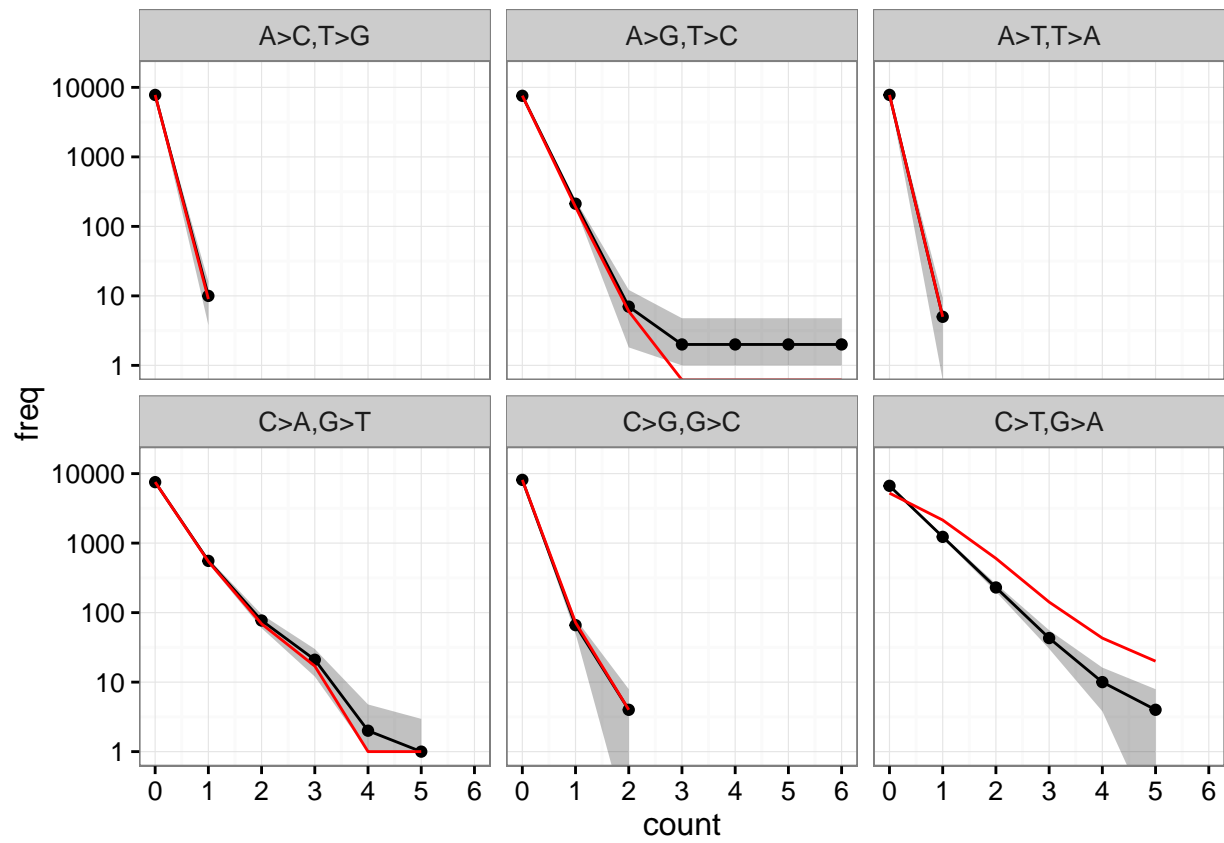 A>C,T>G A>G,T>C A>T,T>A
10000
1000
100
10
1
freq
C>A,G>T C>G,G>C C>T,G>A
10000
1000
100
10
1
0 1 2 3 4 5 6 0 1 2 3 4 5 6 0 1 2 3 4 5 6
count